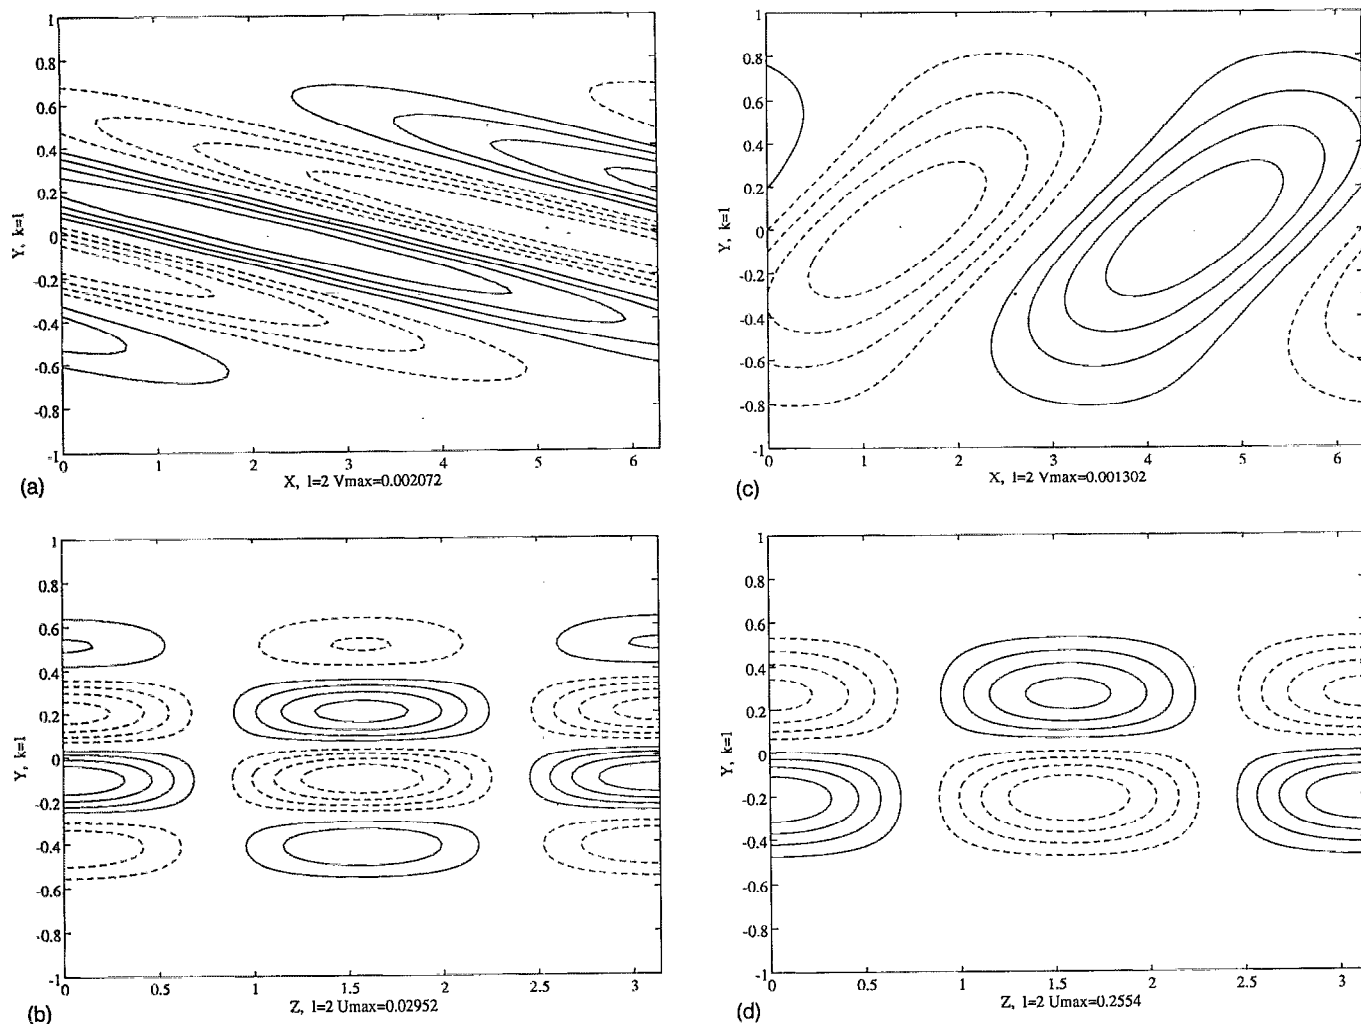 1
0.8
0.6
0.4
0.2
0
-0.2
-0.4
-0.6
-0.8
-1
Y, k=1
0 1 2 3 4 5 6
X, l=2 Vmax=0.002072
(a)
1
0.8
0.6
0.4
0.2
0
-0.2
-0.4
-0.6
-0.8
-1
Y, k=1
0 1 2 3 4 5 6
X, l=2 Vmax=0.001302
(c)
1
0.8
0.6
0.4
0.2
0
-0.2
-0.4
-0.6
-0.8
-1
Y, k=1
0 0.5 1 1.5 2 2.5 3
Z, l=2 Umax=0.02952
(b)
1
0.8
0.6
0.4
0.2
0
-0.2
-0.4
-0.6
-0.8
-1
Y, k=1
0 0.5 1 1.5 2 2.5 3
Z, l=2 Umax=0.2554
(d)